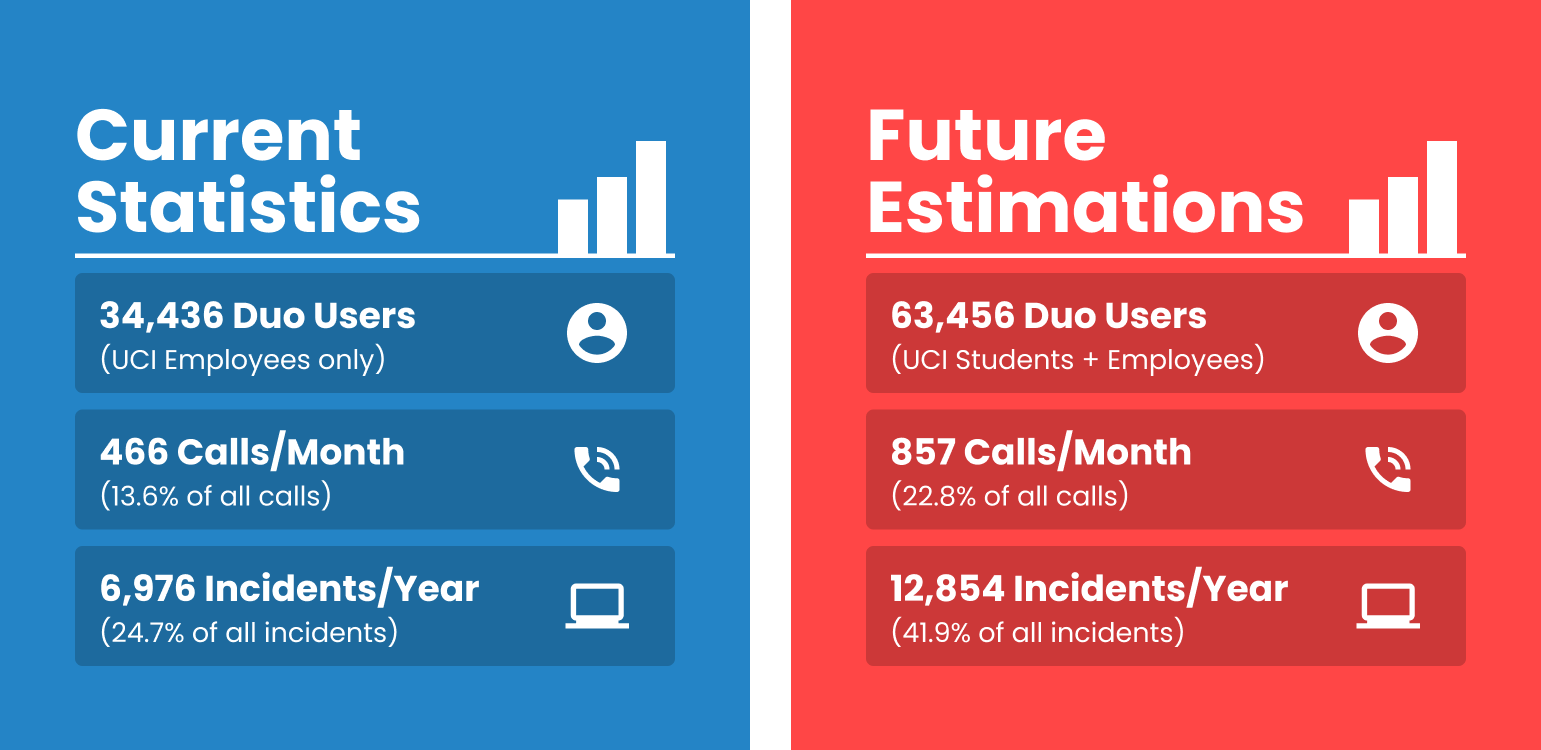 Current
Statistics
34,436 Duo Users
(UCI Employees only)
466 Calls/Month
(13.6% of all calls)
6,976 Incidents/Year
(24.7% of all incidents)
Future
Estimations
63,456 Duo Users
(UCI Students + Employees)
857 Calls/Month
(22.8% of all calls)
12,854 Incidents/Year
(41.9% of all incidents)